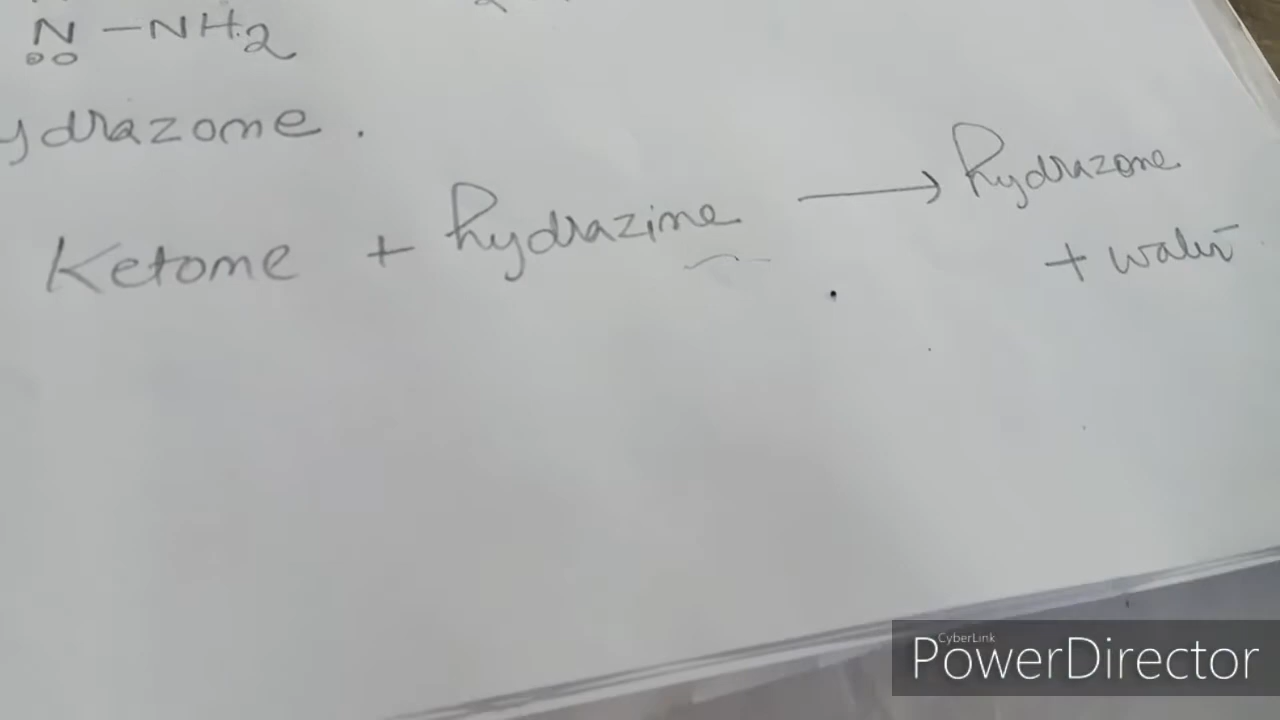 N -NH2
ydrazone .
Ketone + hydrazine ⟶ hydrazone
+ water
CyberLink
PowerDirector